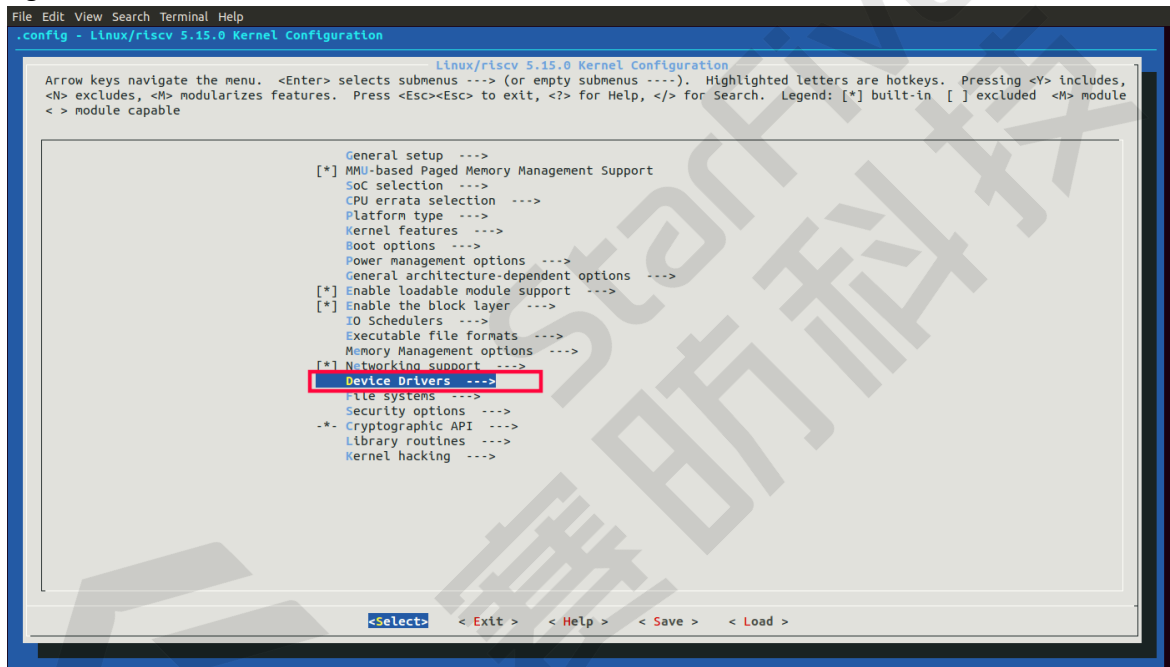 File Edit View Search Terminal Help
.config - Linux/riscv 5.15.0 Kernel Configuration
Linux/riscv 5.15.0 Kernel Configuration
Arrow keys navigate the menu. <Enter> selects submenus ---> (or empty submenus ----). Highlighted letters are hotkeys. Pressing <Y> includes,
<N> excludes, <M> modularizes features. Press <Esc><Esc> to exit, <?> for Help, </> for Search. Legend: [*] built-in [ ] excluded <M> module
< > module capable
General setup --->
[*] MMU-based Paged Memory Management Support
SoC selection --->
CPU errata selection --->
Platform type --->
Kernel features --->
Boot options --->
Power management options --->
General architecture-dependent options --->
[*] Enable loadable module support --->
[*] Enable the block layer --->
IO Schedulers --->
Executable file formats --->
Memory Management options --->
[*] Networking support --->
Device Drivers --->
File systems --->
Security options --->
-*- Cryptographic API --->
Library routines --->
Kernel hacking --->
<Select> < Exit > < Help > < Save > < Load >
StarFive
赛昉科技